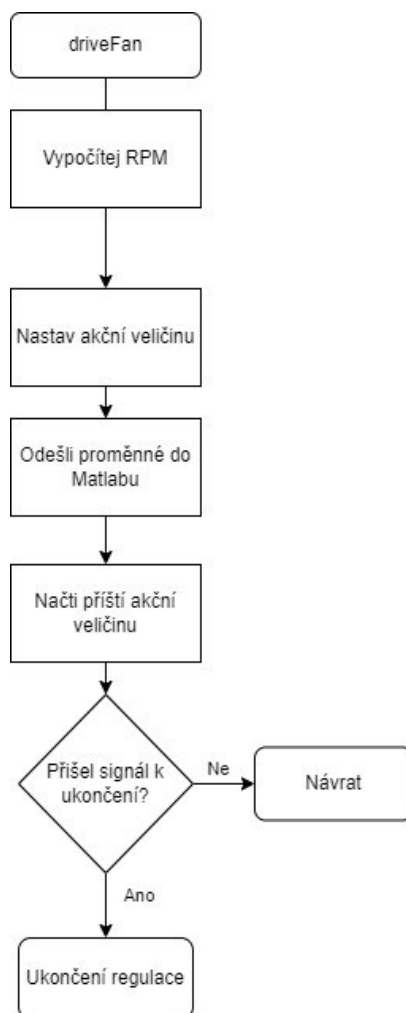 driveFan
Vypočítej RPM
Nastav akční veličinu
Odešli proměnné do
Matlabu
Načti příští akční
veličinu
Přišel signál k
ukončení?
Ne
Návrat
Ano
Ukončení regulace